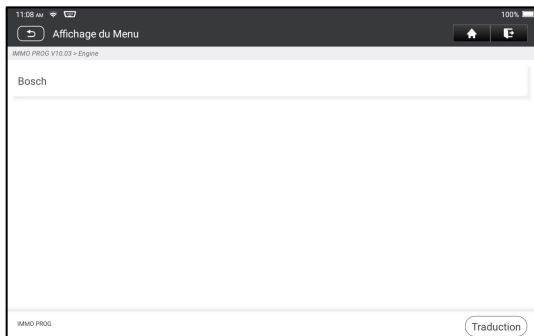 11:08 AM 100%
Affichage du Menu
IMMO PROG V10.03 > Engine
Bosch
IMMO PROG
Traduction